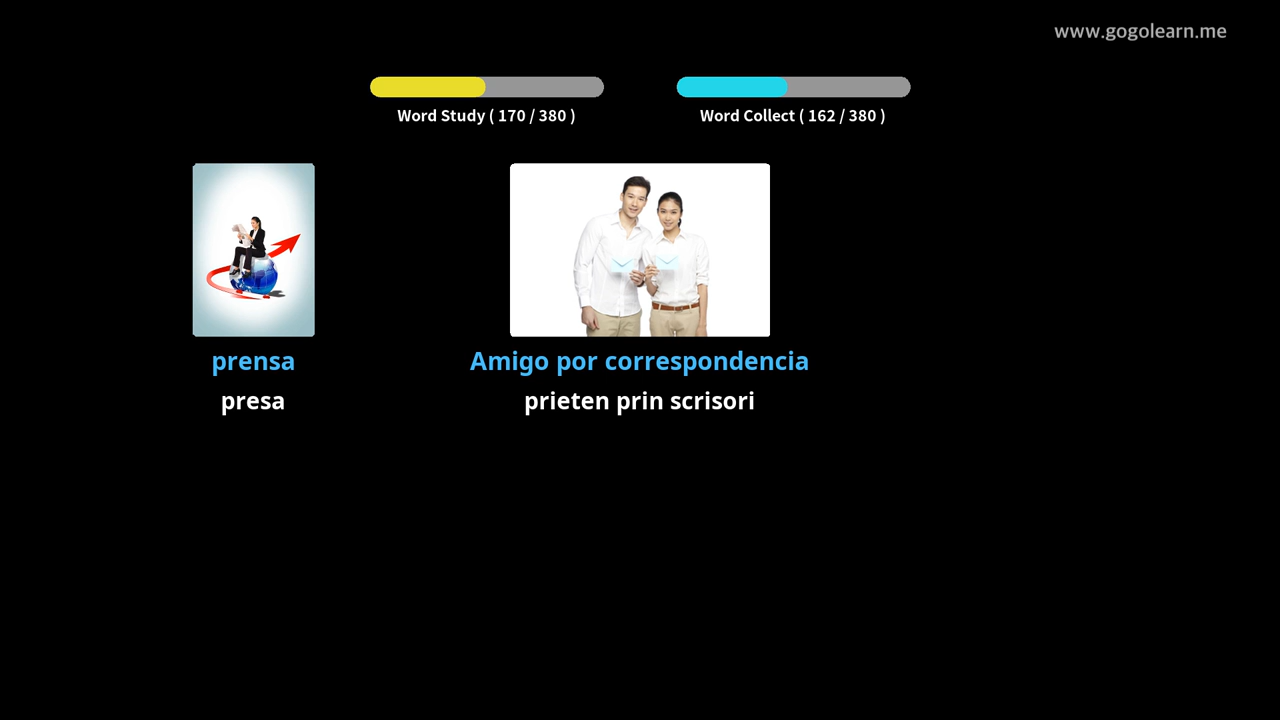 www.gogolearn.me
Word Study ( 170 / 380 )
Word Collect ( 162 / 380 )
prensa
presa
Amigo por correspondencia
prieten prin scrisori